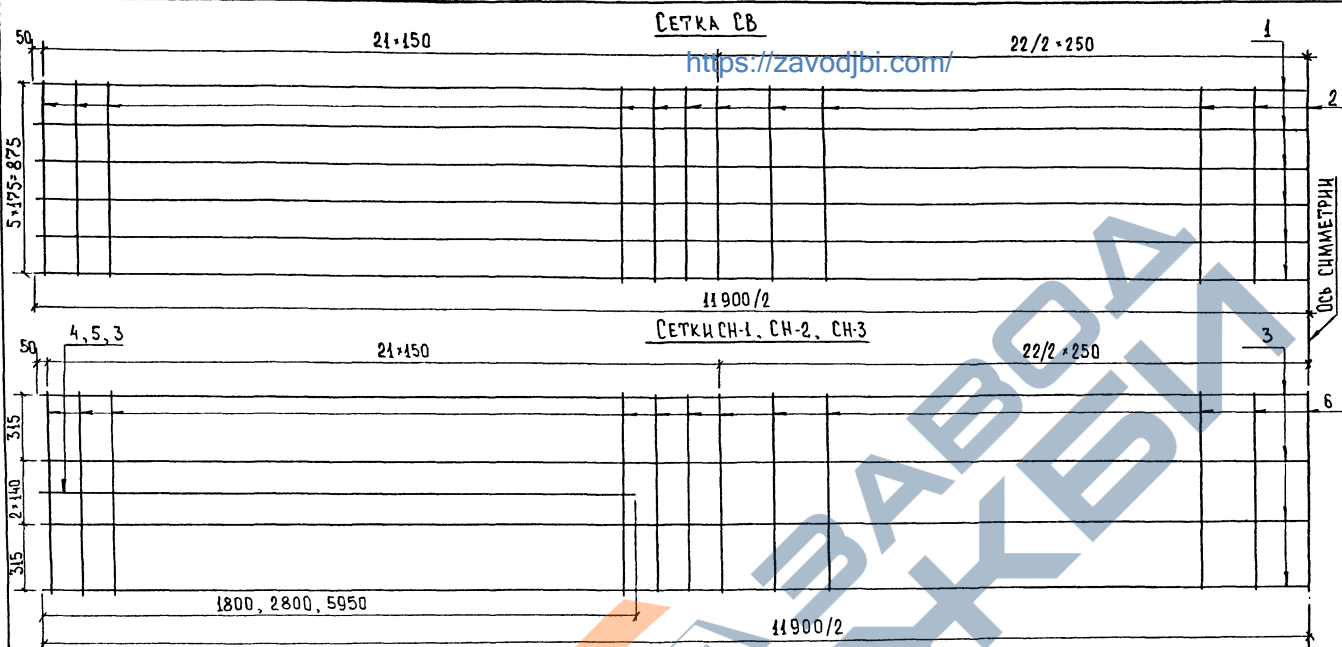 СЕТКА СВ
50
21×150
22/2×250
1
https://zavodjbi.com/
2
5×175=875
ОСЬ СИММЕТРИИ
11900/2
СЕТКИ СН-1, СН-2, СН-3
4, 5, 3
50
21×150
22/2×250
3
6
315
2×140
315
1800, 2800, 5950
11900/2
ЗАВОД
ЖБИ